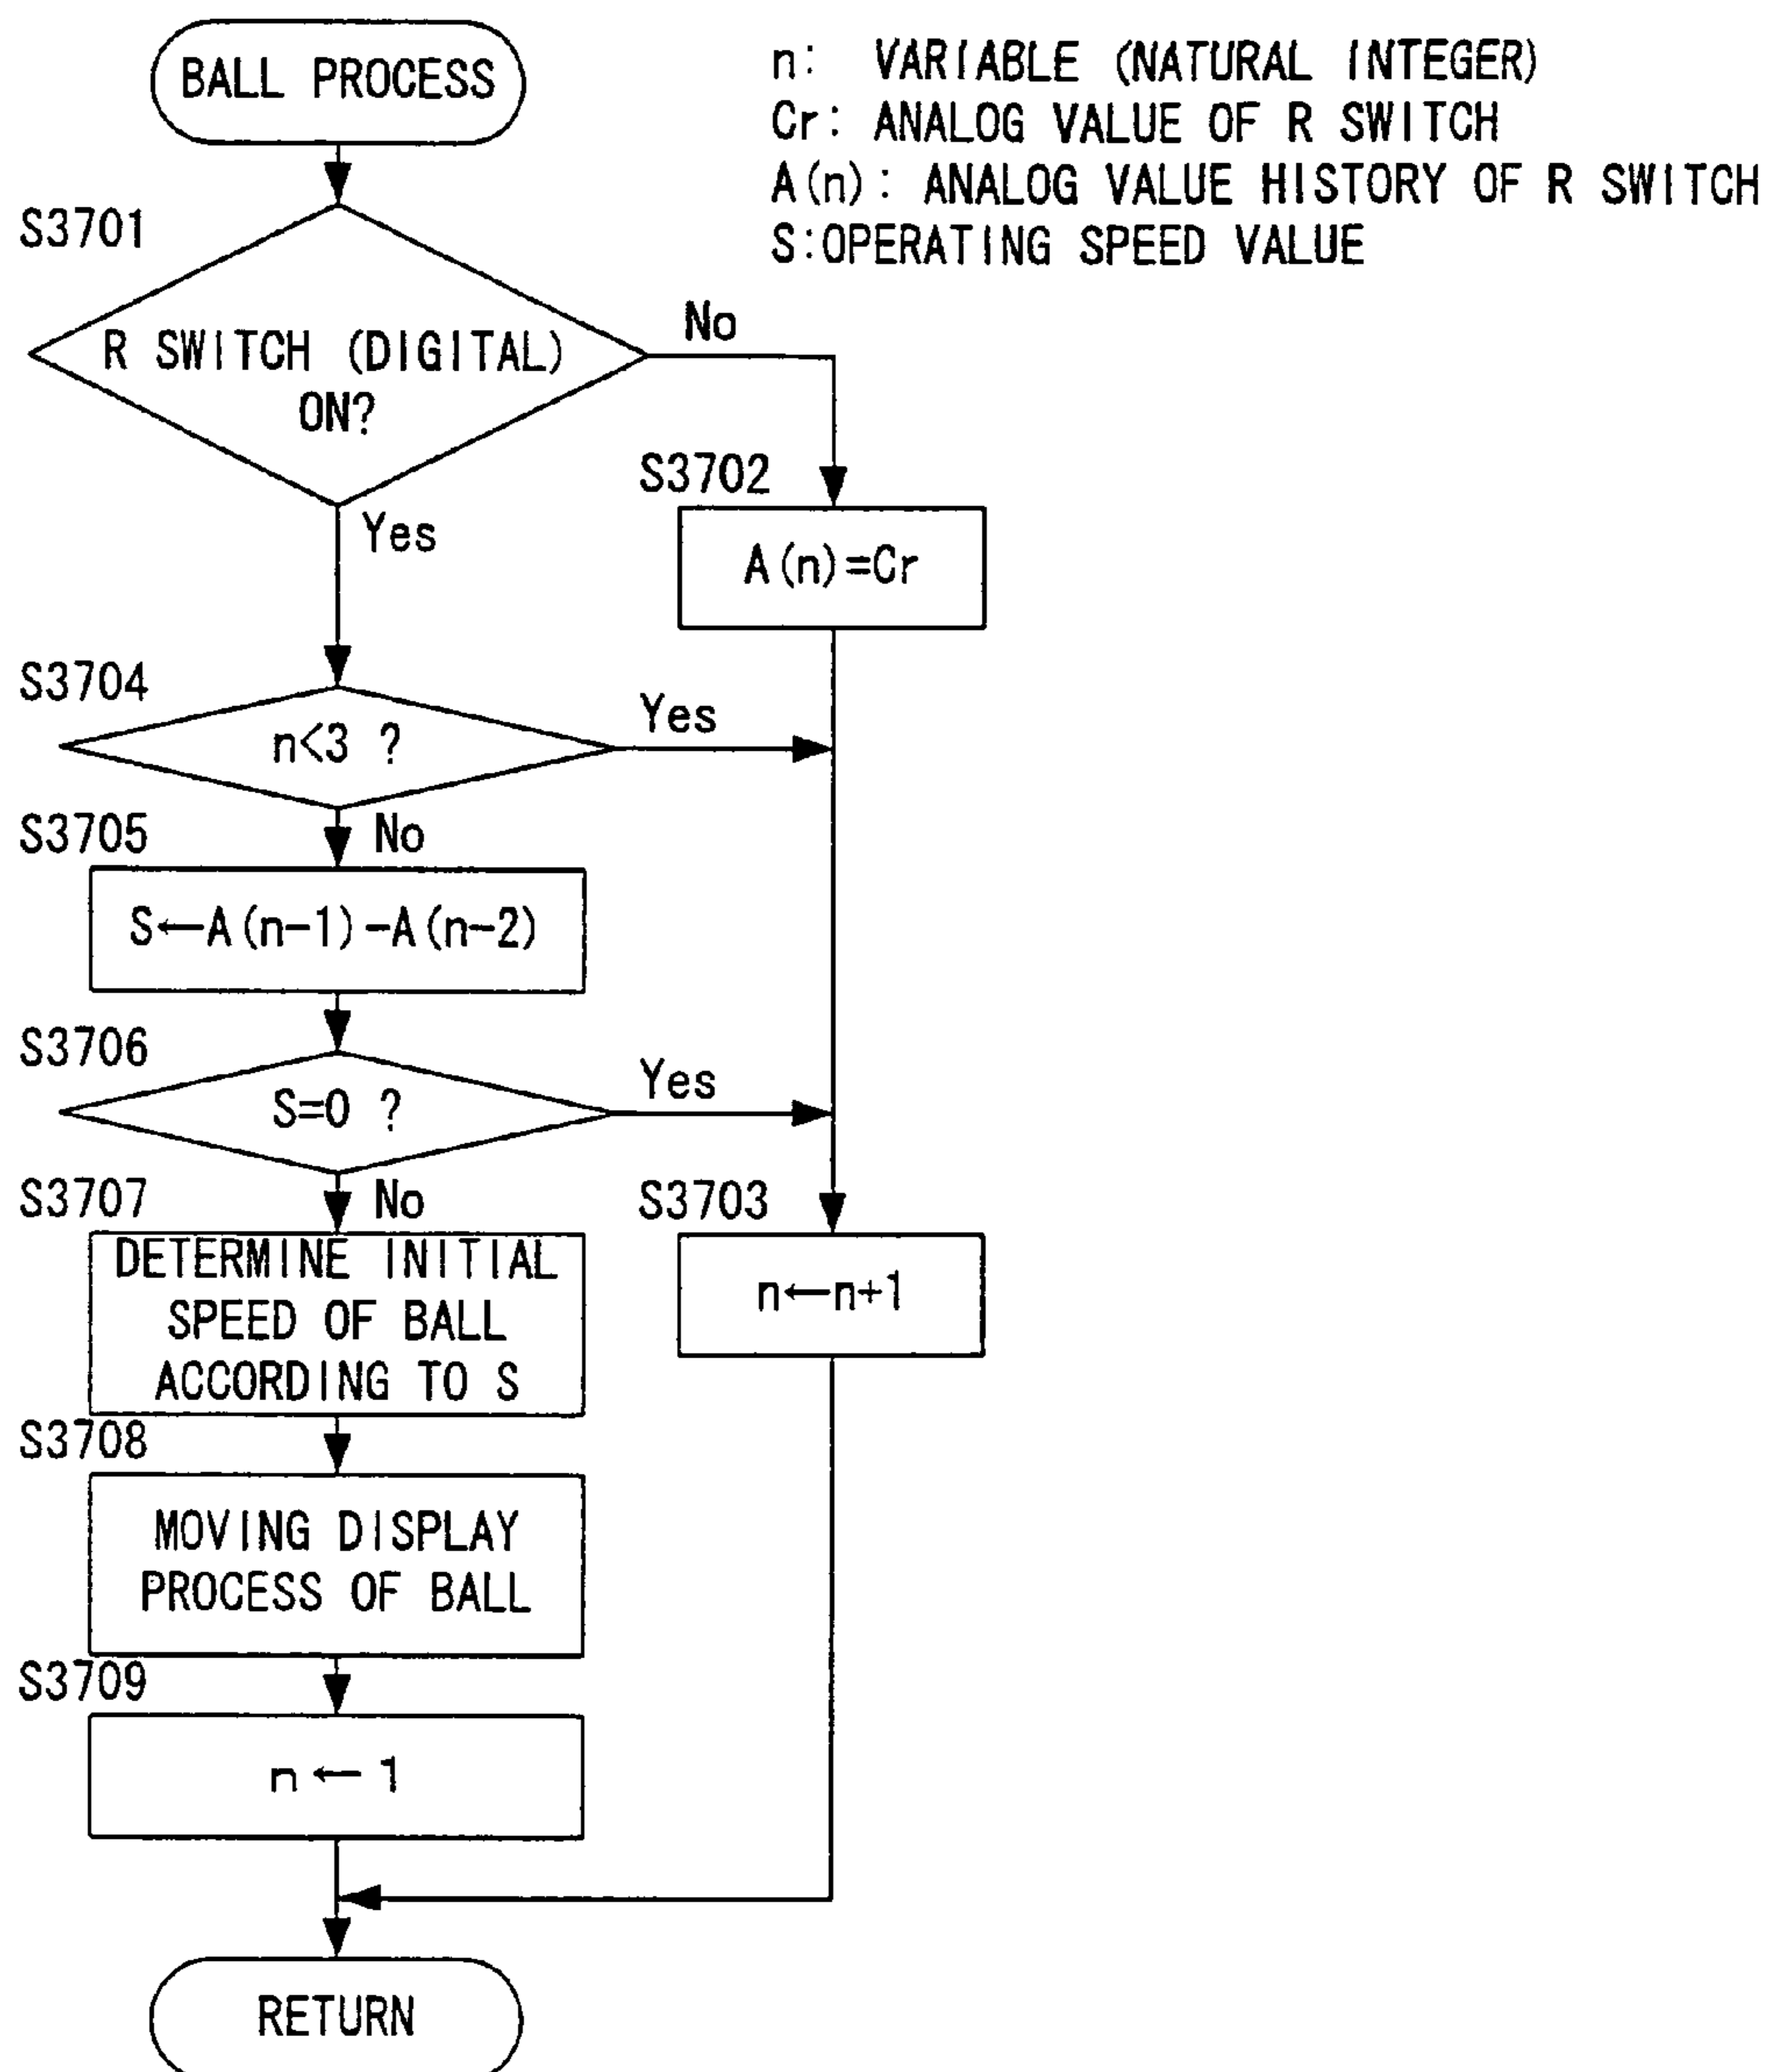 BALL PROCESS
n: VARIABLE (NATURAL INTEGER)
Cr: ANALOG VALUE OF R SWITCH
A(n): ANALOG VALUE HISTORY OF R SWITCH
S:OPERATING SPEED VALUE
S3701
R SWITCH (DIGITAL)
ON?
No
Yes
S3702
A(n)=Cr
S3704
n<3 ?
Yes
No
S3705
S←A(n-1)-A(n-2)
S3706
S=0 ?
Yes
No
S3707
DETERMINE INITIAL
SPEED OF BALL
ACCORDING TO S
S3703
n←n+1
S3708
MOVING DISPLAY
PROCESS OF BALL
S3709
n←1
RETURN